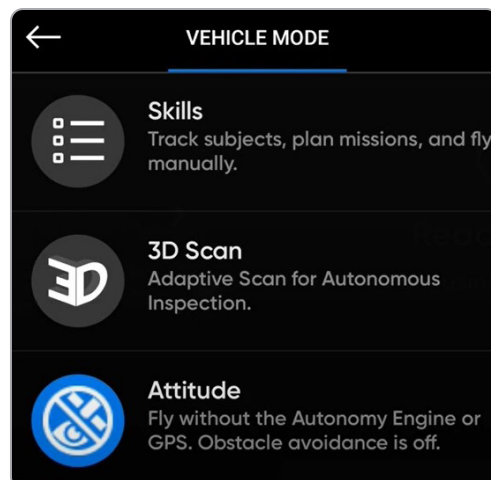 VEHICLE MODE
Skills
Track subjects, plan missions, and fly
manually.
3D
3D Scan
Adaptive Scan for Autonomous
Inspection.
Attitude
Fly without the Autonomy Engine or
GPS. Obstacle avoidance is off.